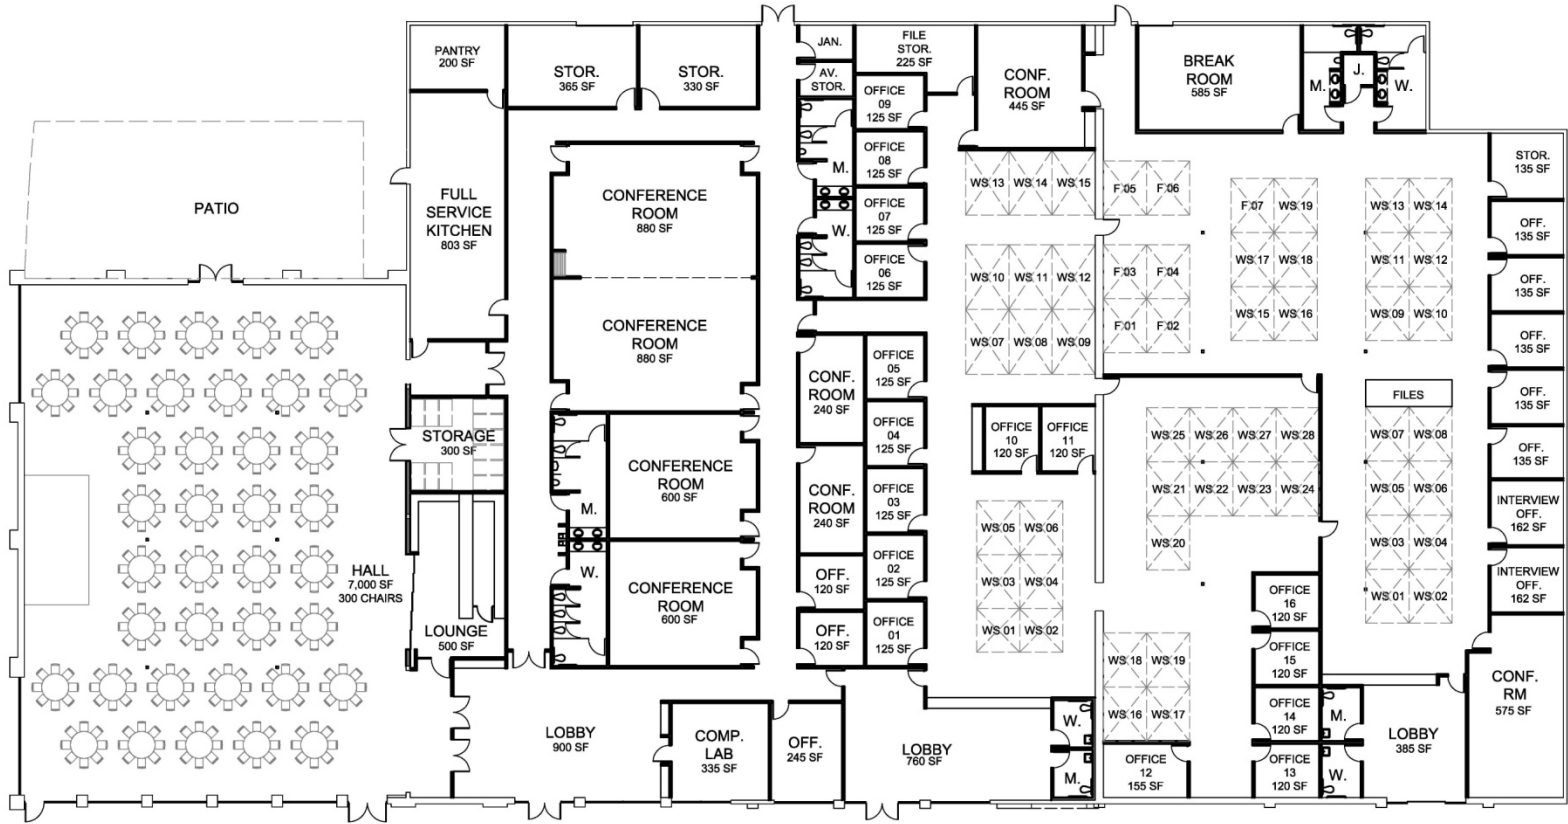 PANTRY
200 SF
STOR.
365 SF
STOR.
330 SF
JAN.
AV.
STOR.
FILE
STOR.
225 SF
CONF.
ROOM
445 SF
BREAK
ROOM
585 SF
M.
J.
W.
PATIO
FULL
SERVICE
KITCHEN
803 SF
CONFERENCE
ROOM
880 SF
CONFERENCE
ROOM
880 SF
M.
W.
OFFICE
09
125 SF
OFFICE
08
125 SF
OFFICE
07
125 SF
OFFICE
06
125 SF
WS 13
WS 14
WS 15
WS 10
WS 11
WS 12
WS 07
WS 08
WS 09
F 05
F 06
F 03
F 04
F 01
F 02
F 07
WS 19
WS 17
WS 18
WS 15
WS 16
WS 13
WS 14
WS 11
WS 12
WS 09
WS 10
STOR.
135 SF
OFF.
135 SF
OFF.
135 SF
OFF.
135 SF
OFF.
135 SF
OFF.
135 SF
INTERVIEW
OFF.
162 SF
INTERVIEW
OFF.
162 SF
STORAGE
300 SF
HALL
7,000 SF
300 CHAIRS
LOUNGE
500 SF
M.
W.
CONFERENCE
ROOM
600 SF
CONFERENCE
ROOM
600 SF
CONF.
ROOM
240 SF
CONF.
ROOM
240 SF
OFF.
120 SF
OFF.
120 SF
OFFICE
05
125 SF
OFFICE
04
125 SF
OFFICE
03
125 SF
OFFICE
02
125 SF
OFFICE
01
125 SF
OFFICE
10
120 SF
OFFICE
11
120 SF
WS 05
WS 06
WS 03
WS 04
WS 01
WS 02
WS 25
WS 26
WS 27
WS 28
WS 21
WS 22
WS 23
WS 24
WS 20
FILES
WS 07
WS 08
WS 05
WS 06
WS 03
WS 04
WS 01
WS 02
WS 18
WS 19
WS 16
WS 17
OFFICE
16
120 SF
OFFICE
15
120 SF
OFFICE
14
120 SF
OFFICE
13
120 SF
OFFICE
12
155 SF
LOBBY
900 SF
COMP.
LAB
335 SF
OFF.
245 SF
LOBBY
760 SF
W.
M.
M.
W.
LOBBY
385 SF
CONF.
RM
575 SF